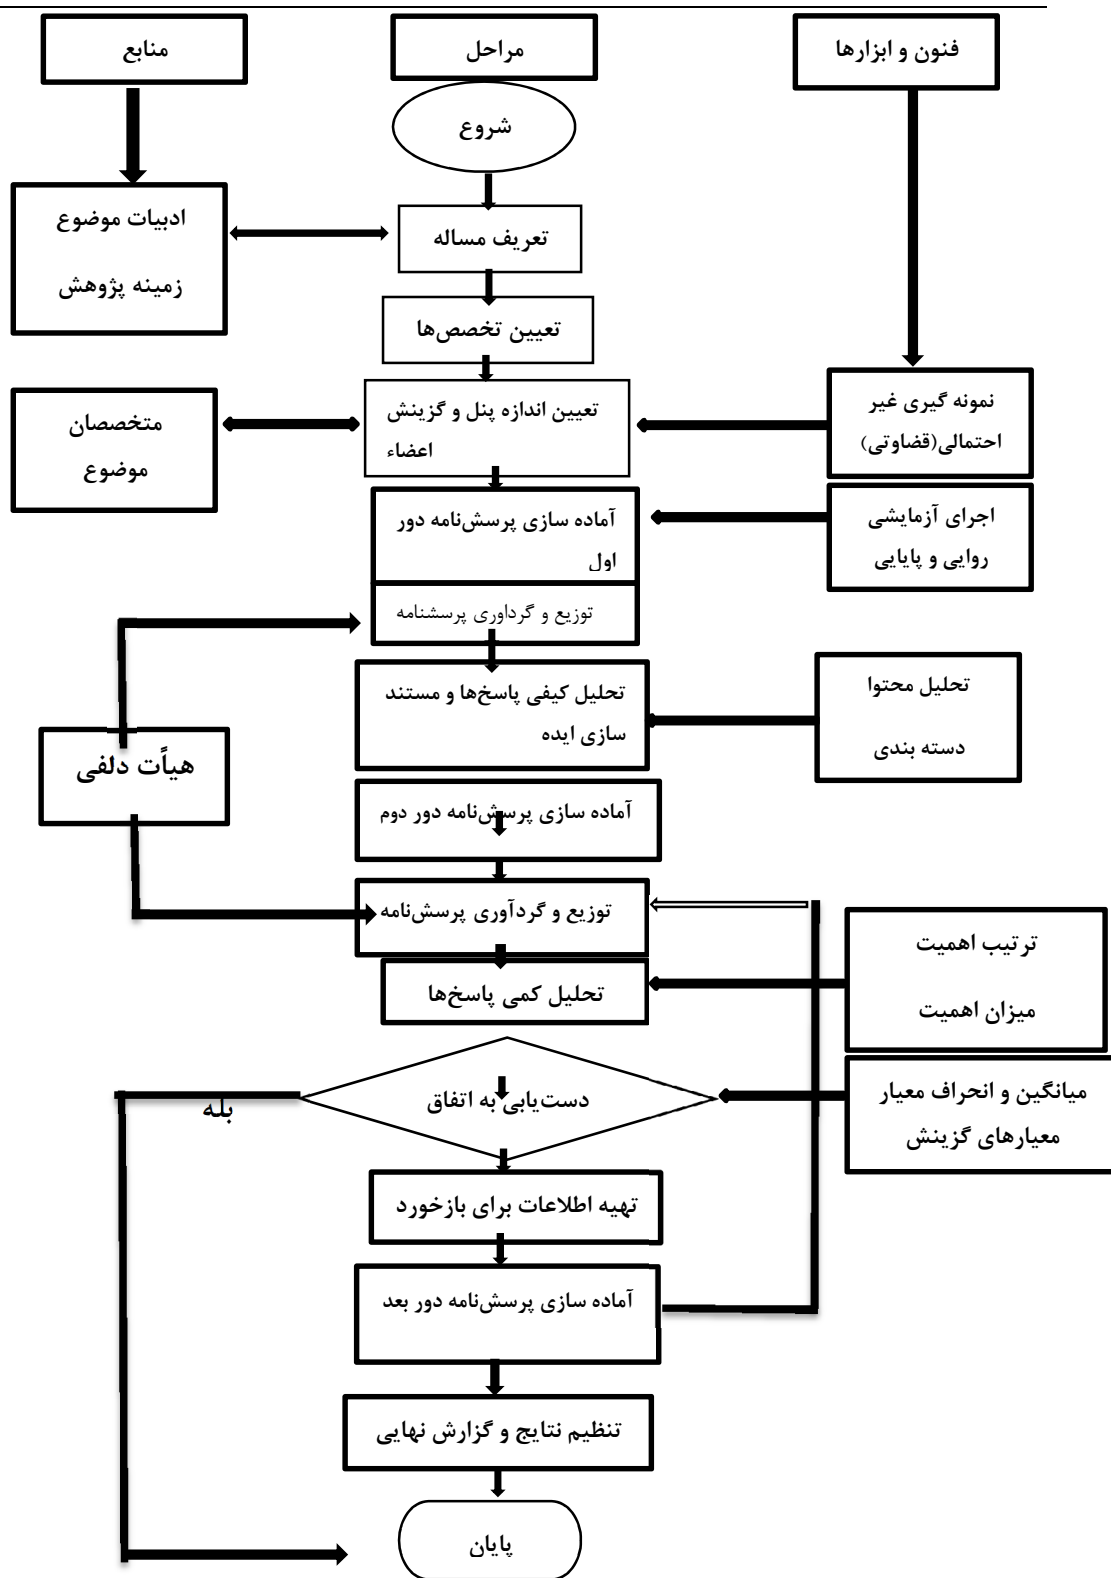 فنون و ابزارها
مراحل
منابع
شروع
ادبیات موضوع
زمینه پژوهش
تعریف مساله
تعیین تخصص‌ها
نمونه گیری غیر
احتمالی(قضاوتی)
تعیین اندازه پنل و گزینش
اعضاء
متخصصان
موضوع
اجرای آزمایشی
روایی و پایایی
آماده سازی پرسش‌نامه دور
اول
توزیع و گرداوری پرسشنامه
تحلیل محتوا
دسته بندی
تحلیل کیفی پاسخ‌ها و مستند
سازی ایده
هیأت دلفی
آماده سازی پرسش‌نامه دور دوم
توزیع و گردآوری پرسش‌نامه
ترتیب اهمیت
میزان اهمیت
تحلیل کمی پاسخ‌ها
میانگین و انحراف معیار
معیارهای گزینش
دست‌یابی به اتفاق
بله
تهیه اطلاعات برای بازخورد
آماده سازی پرسش‌نامه دور بعد
تنظیم نتایج و گزارش نهایی
پایان